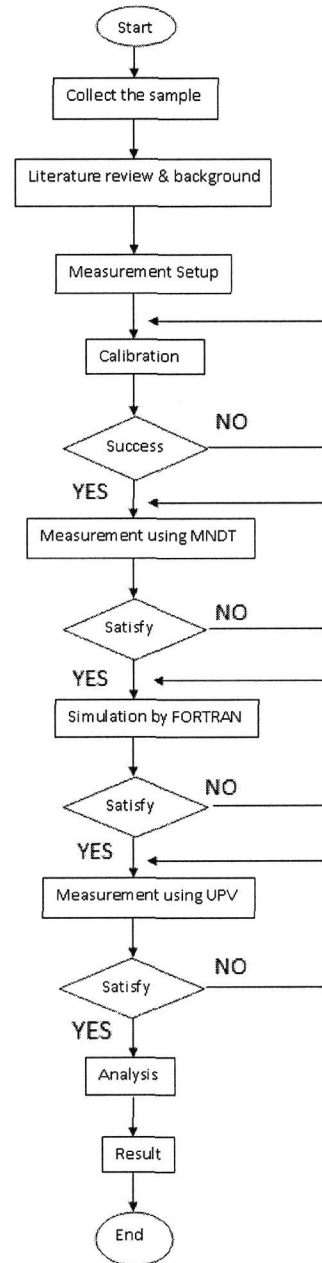 Start
Collect the sample
Literature review & background
Measurement Setup
Calibration
Success
NO
YES
Measurement using MNDT
Satisfy
NO
YES
Simulation by FORTRAN
Satisfy
NO
YES
Measurement using UPV
Satisfy
NO
YES
Analysis
Result
End